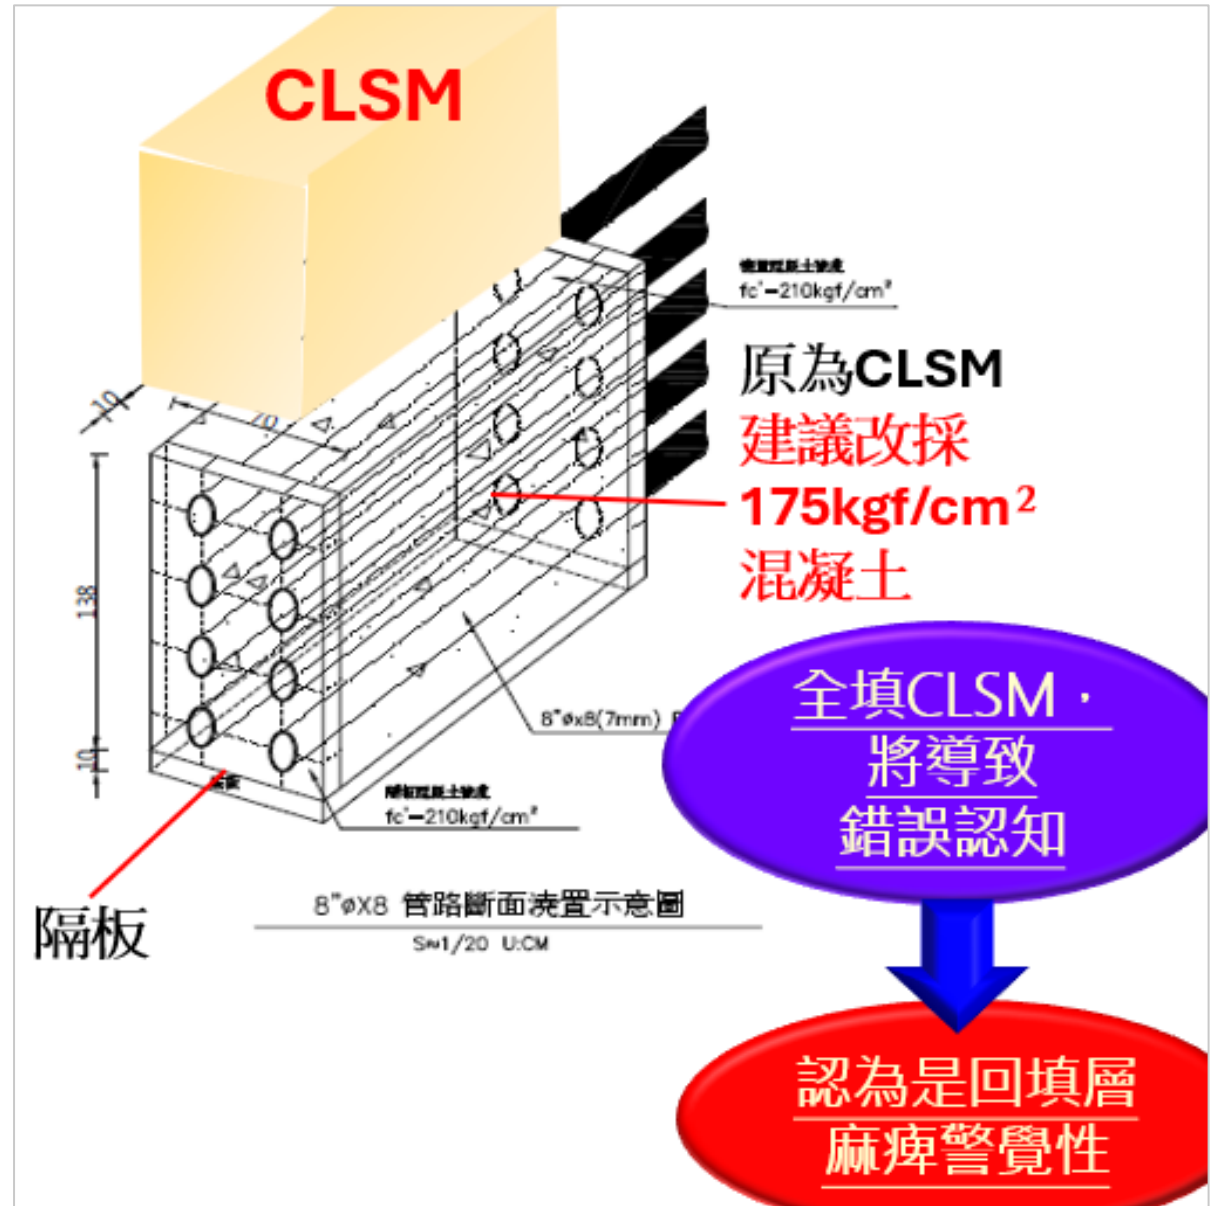 CLSM
fc'=210kgf/cm²
原為CLSM
建議改採
175kgf/cm²
混凝土
10
70
138
10
8"øx8(7mm)
fc'=210kgf/cm²
隔板
8"øX8 管路斷面澆置示意圖
S=1/20 U:CM
全填CLSM，
將導致
錯誤認知
認為是回填層
麻痺警覺性